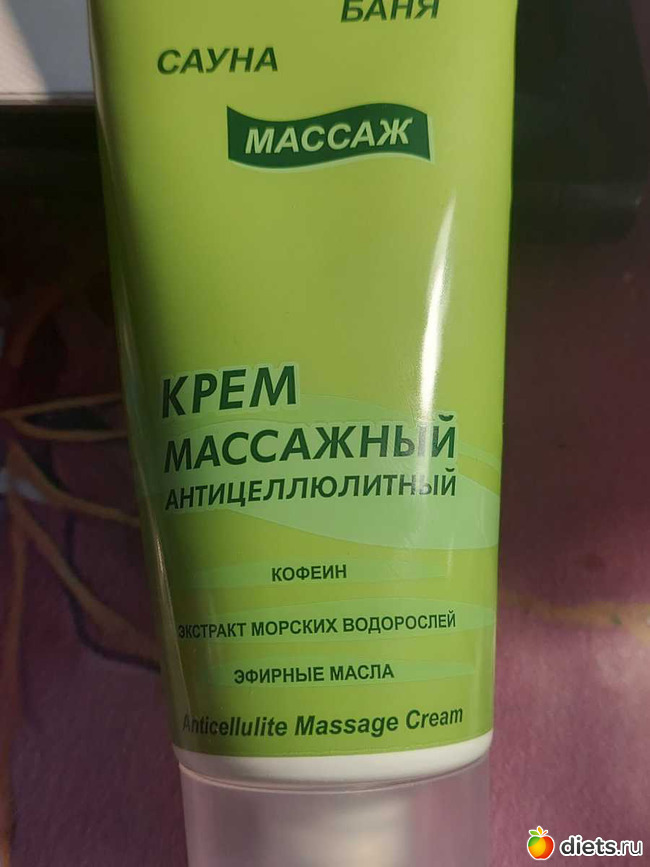 БАНЯ
САУНА
МАССАЖ
КРЕМ
МАССАЖНЫЙ
АНТИЦЕЛЛЮЛИТНЫЙ
КОФЕИН
ЭКСТРАКТ МОРСКИХ ВОДОРОСЛЕЙ
ЭФИРНЫЕ МАСЛА
Anticellulite Massage Cream
diets.ru